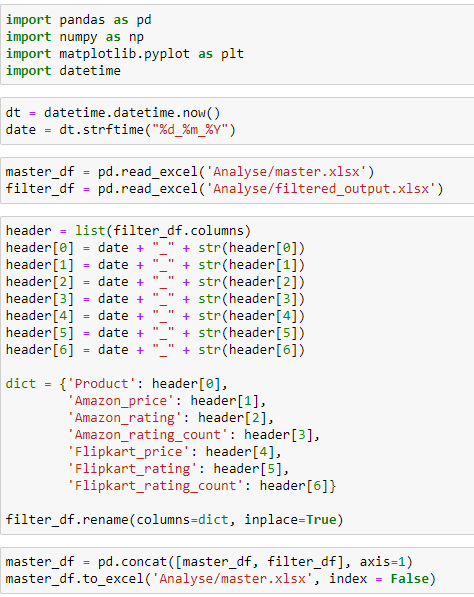 import pandas as pd
import numpy as np
import matplotlib.pyplot as plt
import datetime
dt = datetime.datetime.now()
date = dt.strftime("%d_%m_%Y")
master_df = pd.read_excel('Analyse/master.xlsx')
filter_df = pd.read_excel('Analyse/filtered_output.xlsx')
header = list(filter_df.columns)
header[0] = date + "_" + str(header[0])
header[1] = date + "_" + str(header[1])
header[2] = date + "_" + str(header[2])
header[3] = date + "_" + str(header[3])
header[4] = date + "_" + str(header[4])
header[5] = date + "_" + str(header[5])
header[6] = date + "_" + str(header[6])
dict = {'Product': header[0],
        'Amazon_price': header[1],
        'Amazon_rating': header[2],
        'Amazon_rating_count': header[3],
        'Flipkart_price': header[4],
        'Flipkart_rating': header[5],
        'Flipkart_rating_count': header[6]}
filter_df.rename(columns=dict, inplace=True)
master_df = pd.concat([master_df, filter_df], axis=1)
master_df.to_excel('Analyse/master.xlsx', index = False)